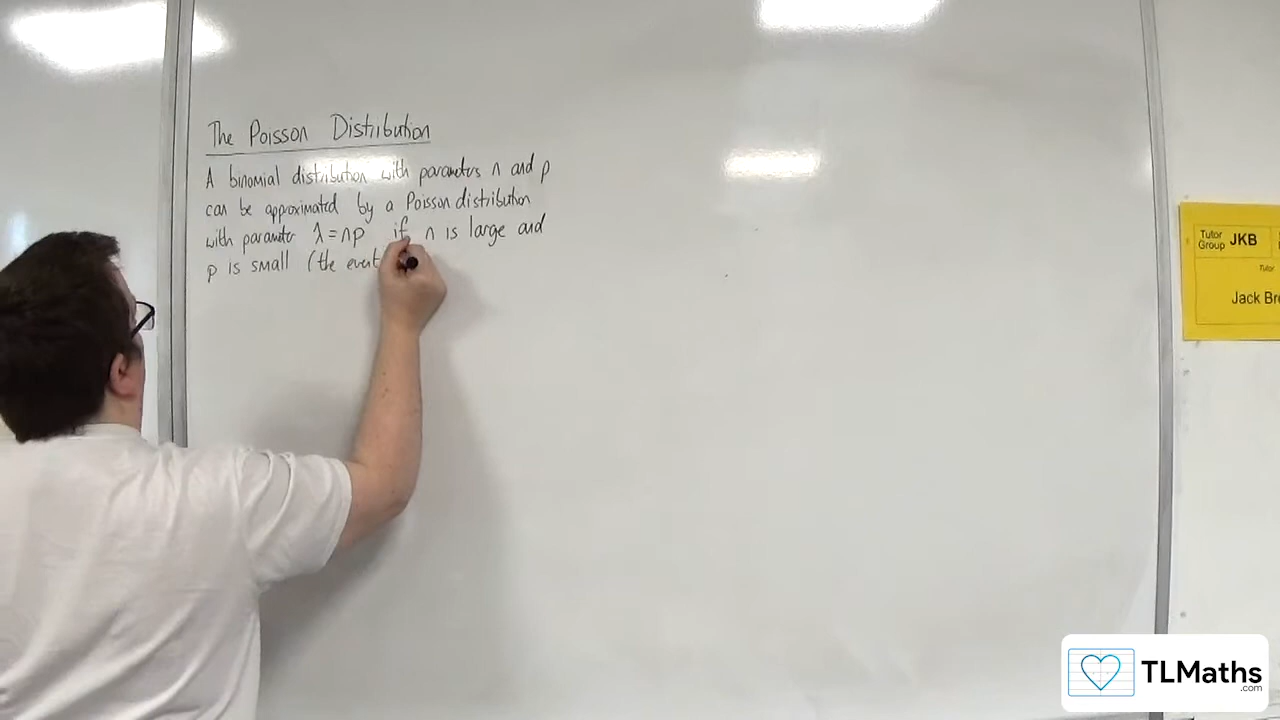 The Poisson Distribution
A binomial distribution with parameters n and p
can be approximated by a Poisson distribution
with parameter λ = np if n is large and
p is small (the event
Tutor
Group JKB
Tutor
Jack Bre
TLMaths
.com